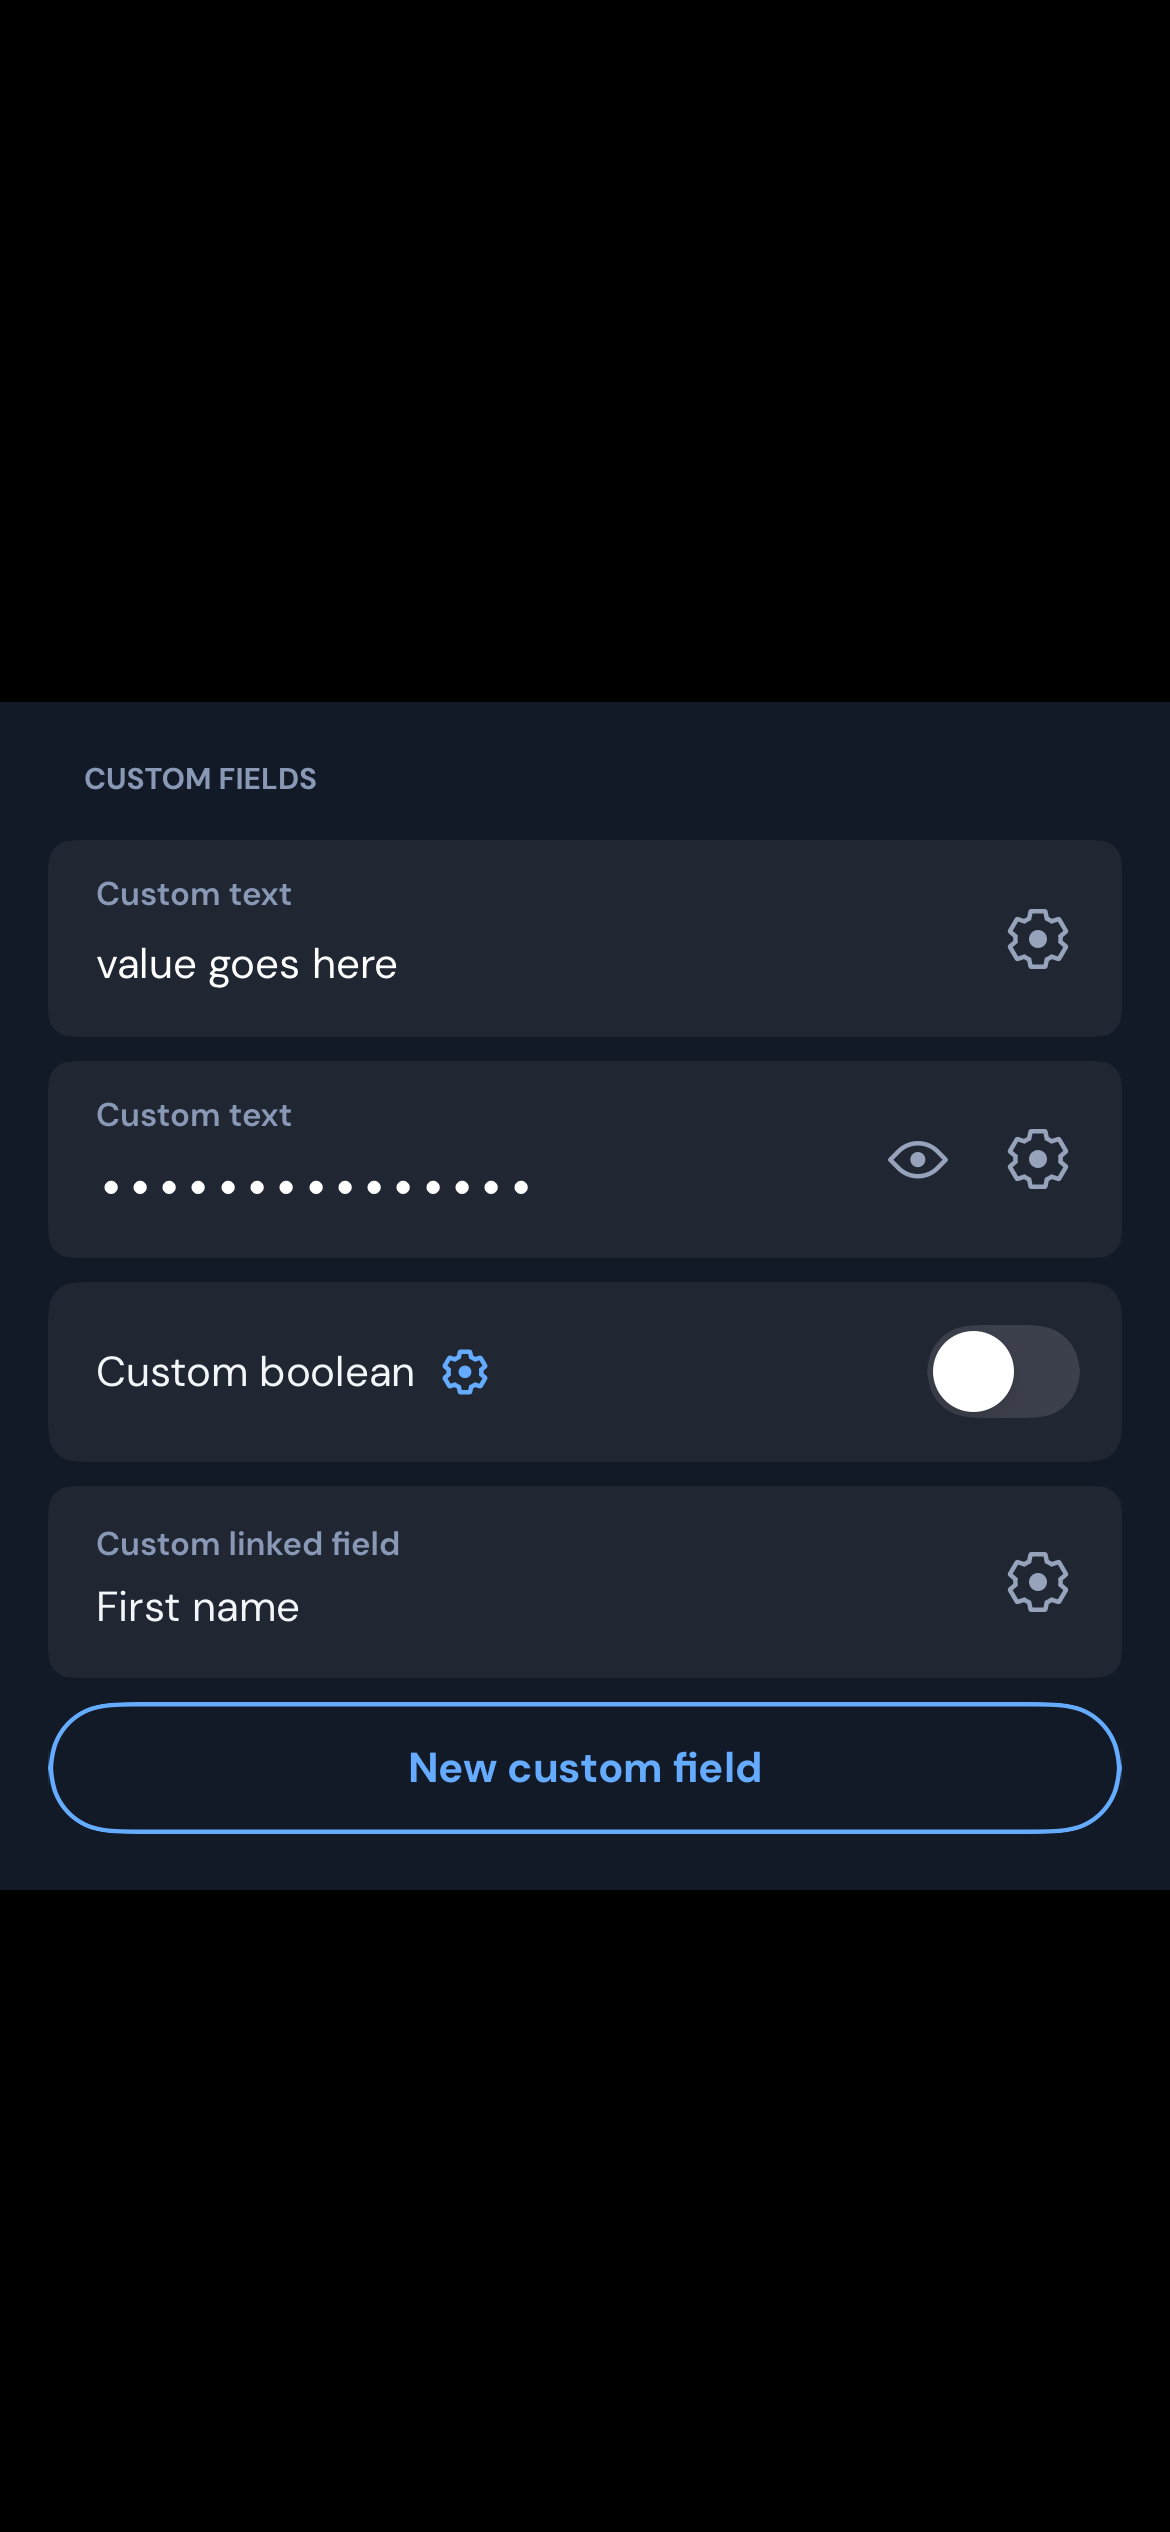 CUSTOM FIELDS
Custom text
value goes here
Custom text
•••••••••••••••
Custom boolean
Custom linked field
First name
New custom field